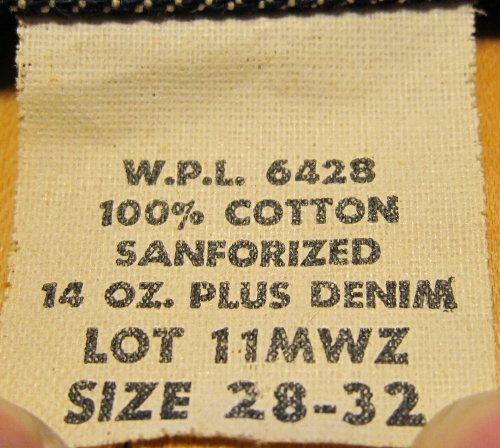 W.P.L. 6428
100% COTTON
SANFORIZED
14 OZ. PLUS DENIM
LOT 11MWZ
SIZE 28-32